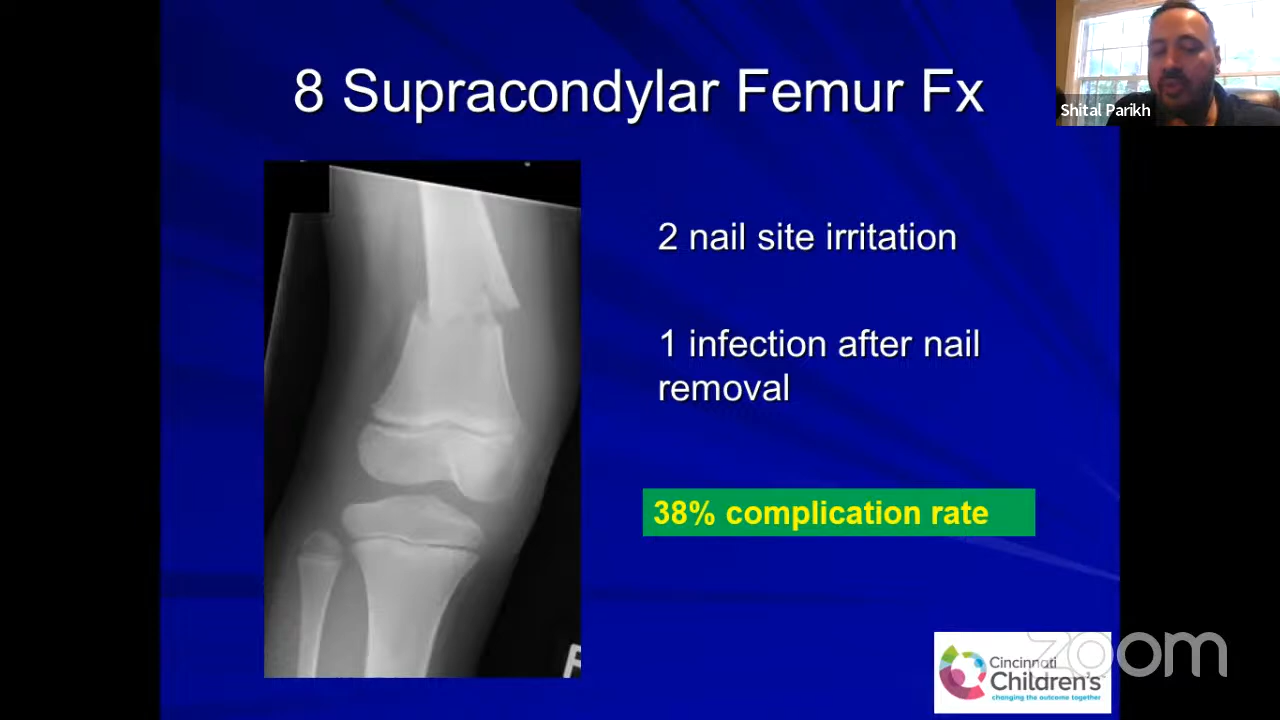 8 Supracondylar Femur Fx
Shital Parikh
2 nail site irritation
1 infection after nail
removal
38% complication rate
R
Cincinnati
Children's
changing the outcome together
zoom